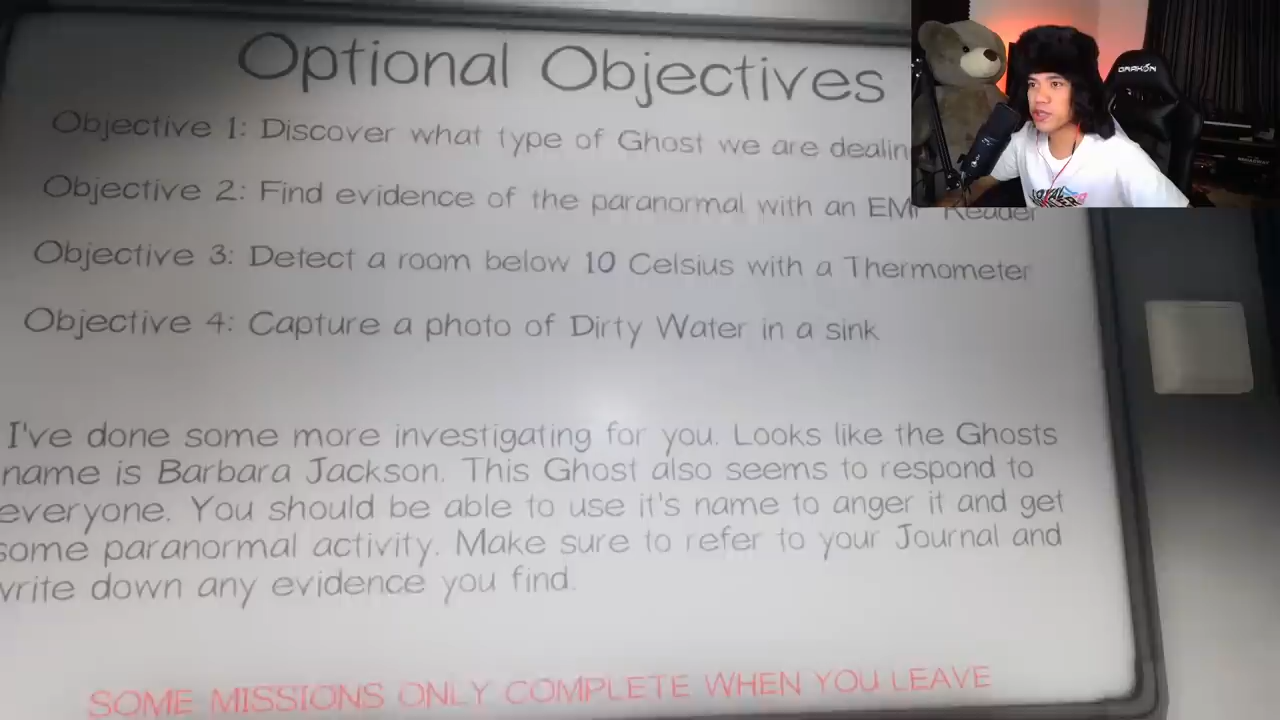 Optional Objectives
Objective 1: Discover what type of Ghost we are
Objective 2: Find evidence of the paranormal with an EMF Reader
Objective 3: Detect a room below 10 Celsius with a Thermometer
Objective 4: Capture a photo of Dirty Water in a sink
I've done some more investigating for you. Looks like the Ghosts
name is Barbara Jackson. This Ghost also seems to respond to
everyone. You should be able to use it's name to anger it and get
some paranormal activity. Make sure to refer to your Journal and
write down any evidence you find.
SOME MISSIONS ONLY COMPLETE WHEN YOU LEAVE